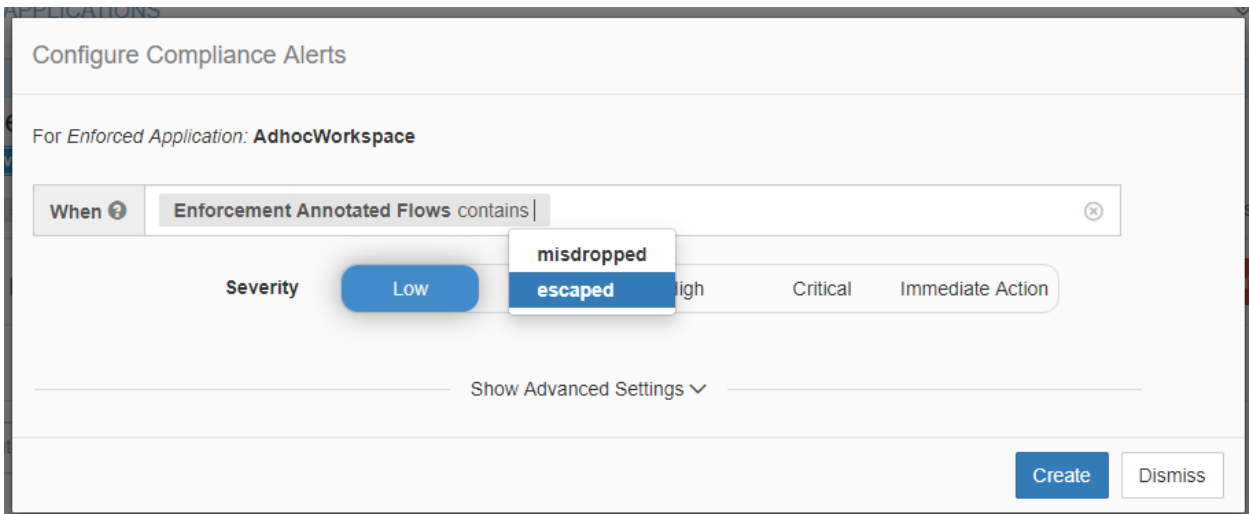 APPLICATIONS
Configure Compliance Alerts
For Enforced Application: AdhocWorkspace
When ? Enforcement Annotated Flows contains
misdropped
escaped
Severity Low Critical Immediate Action
Show Advanced Settings
Create Dismiss